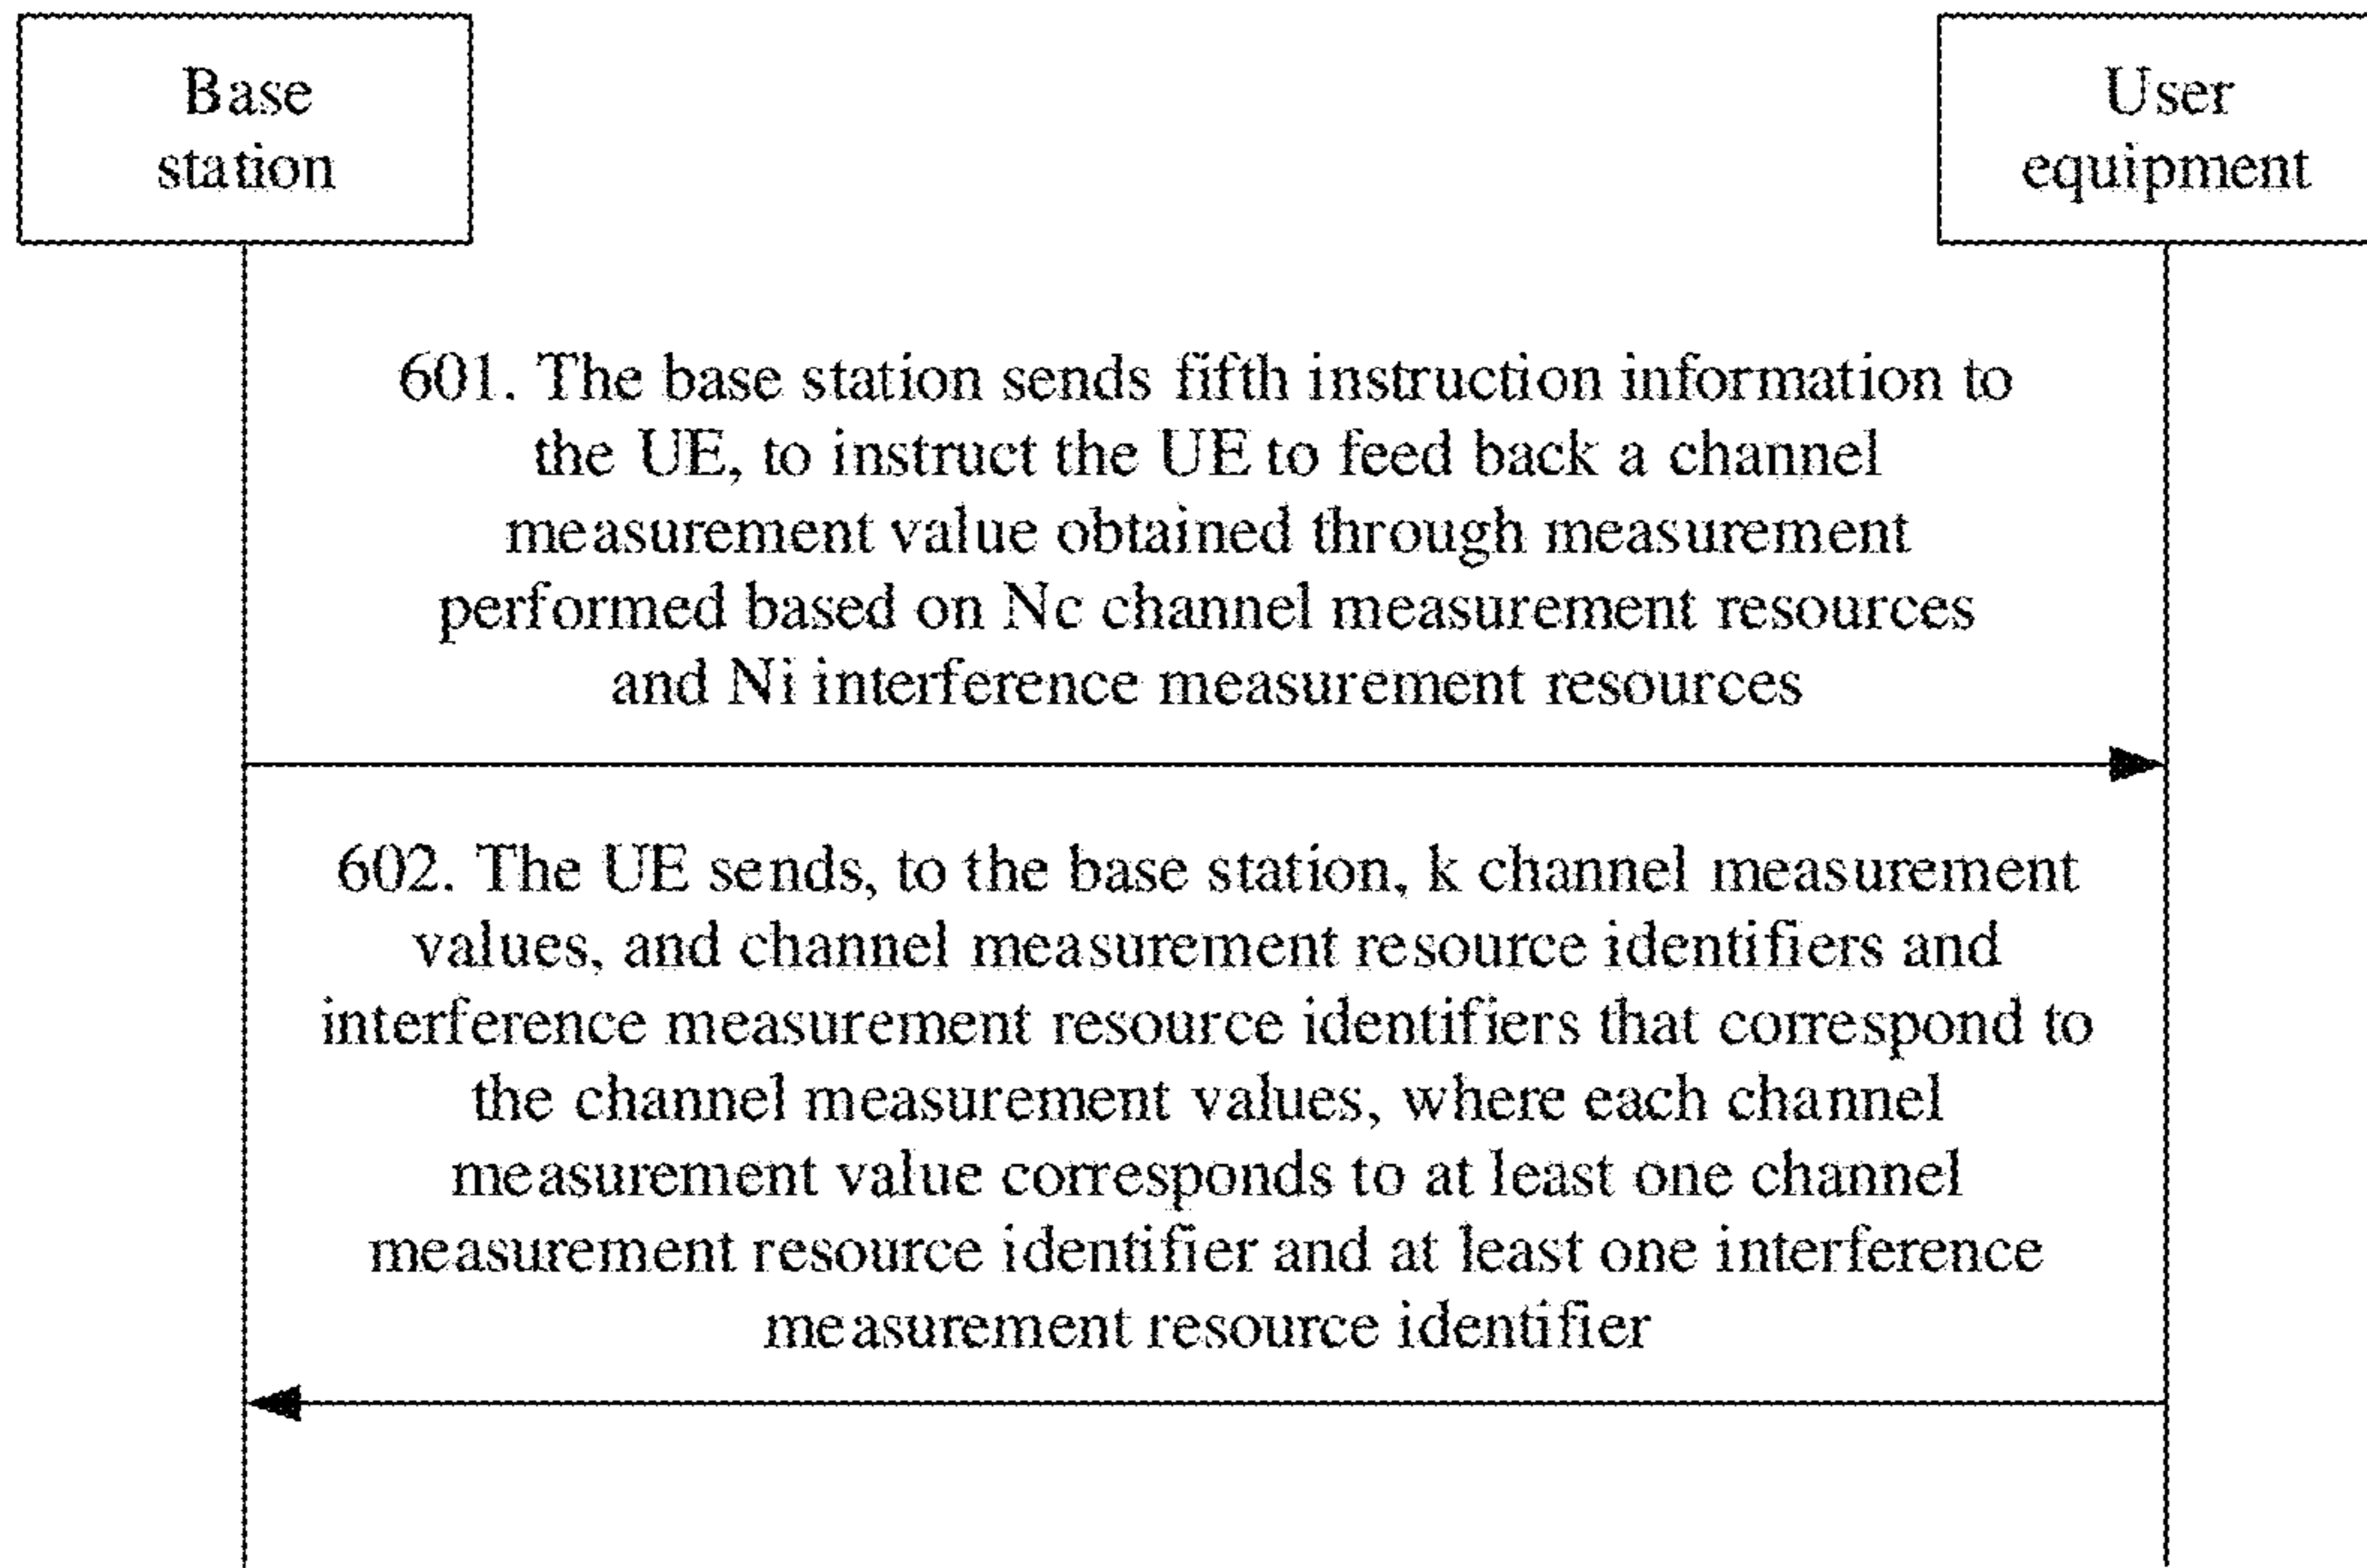 Base
station
User
equipment
601. The base station sends fifth instruction information to
the UE, to instruct the UE to feed back a channel
measurement value obtained through measurement
performed based on Nc channel measurement resources
and Ni interference measurement resources
602. The UE sends, to the base station, k channel measurement
values, and channel measurement resource identifiers and
interference measurement resource identifiers that correspond to
the channel measurement values, where each channel
measurement value corresponds to at least one channel
measurement resource identifier and at least one interference
measurement resource identifier